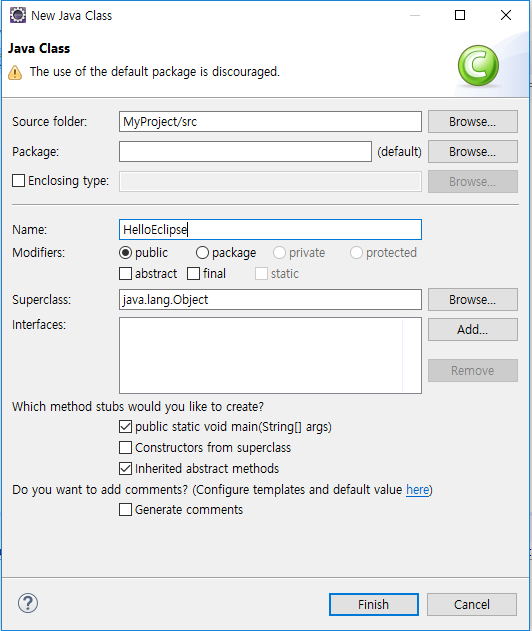 New Java Class
Java Class
The use of the default package is discouraged.
Source folder: MyProject/src Browse...
Package: (default) Browse...
Enclosing type: Browse...
Name: HelloEclipse
Modifiers: public package private protected
abstract final static
Superclass: java.lang.Object Browse...
Interfaces: Add...
Remove
Which method stubs would you like to create?
public static void main(String[] args)
Constructors from superclass
Inherited abstract methods
Do you want to add comments? (Configure templates and default value here)
Generate comments
Finish Cancel